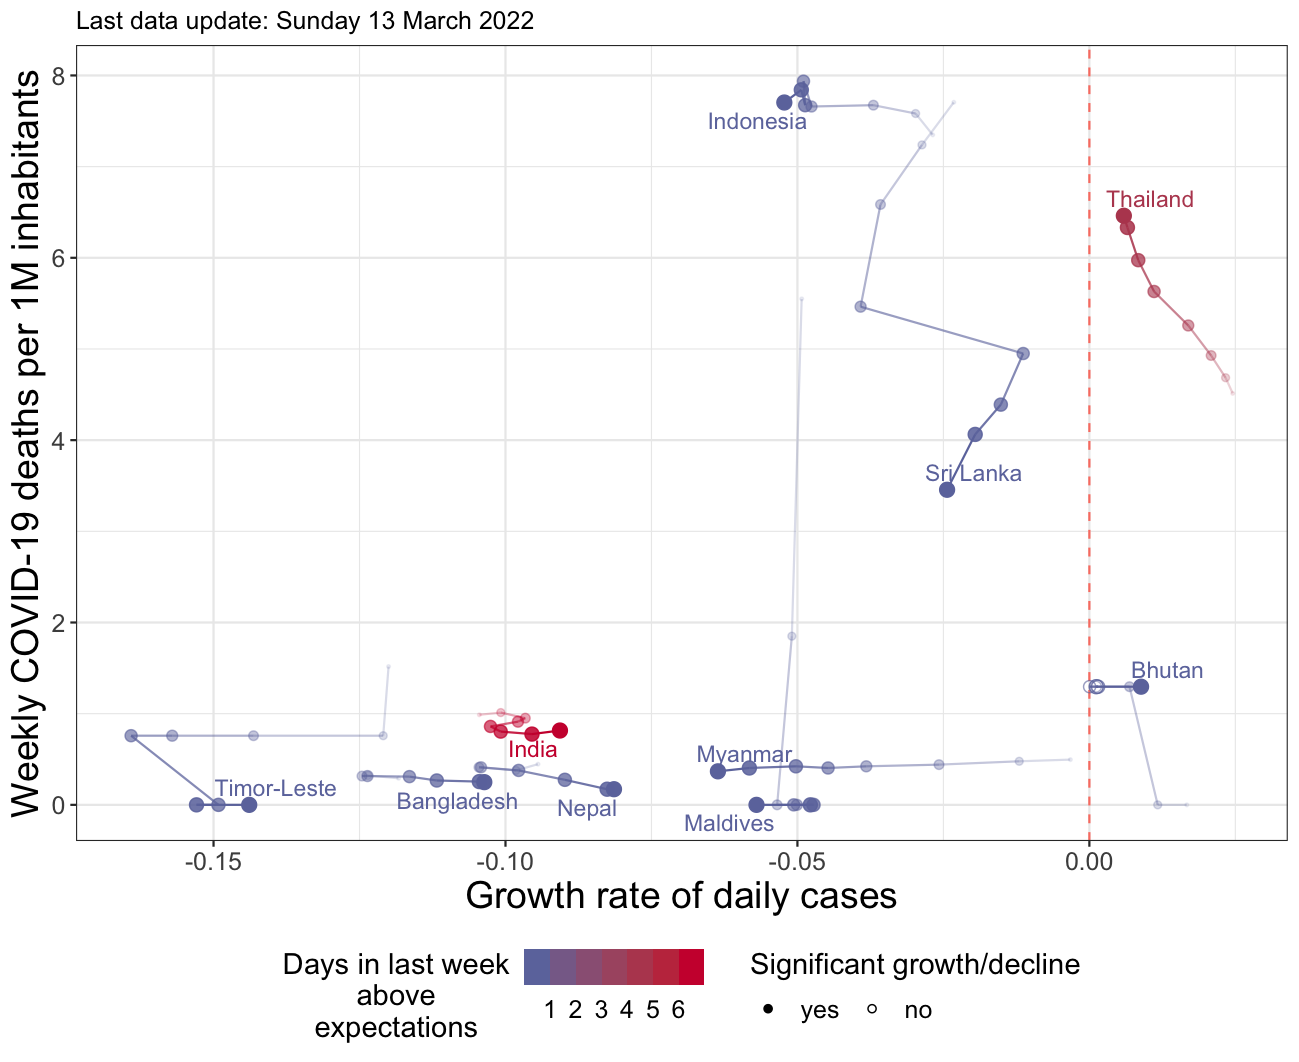 Last data update: Sunday 13 March 2022
Weekly COVID-19 deaths per 1M inhabitants
8
6
4
2
0
Indonesia
Thailand
Sri Lanka
Bhutan
India
Myanmar
Timor-Leste
Bangladesh
Nepal
Maldives
-0.15
-0.10
-0.05
0.00
Growth rate of daily cases
Days in last week
above
expectations
1 2 3 4 5 6
Significant growth/decline
yes no